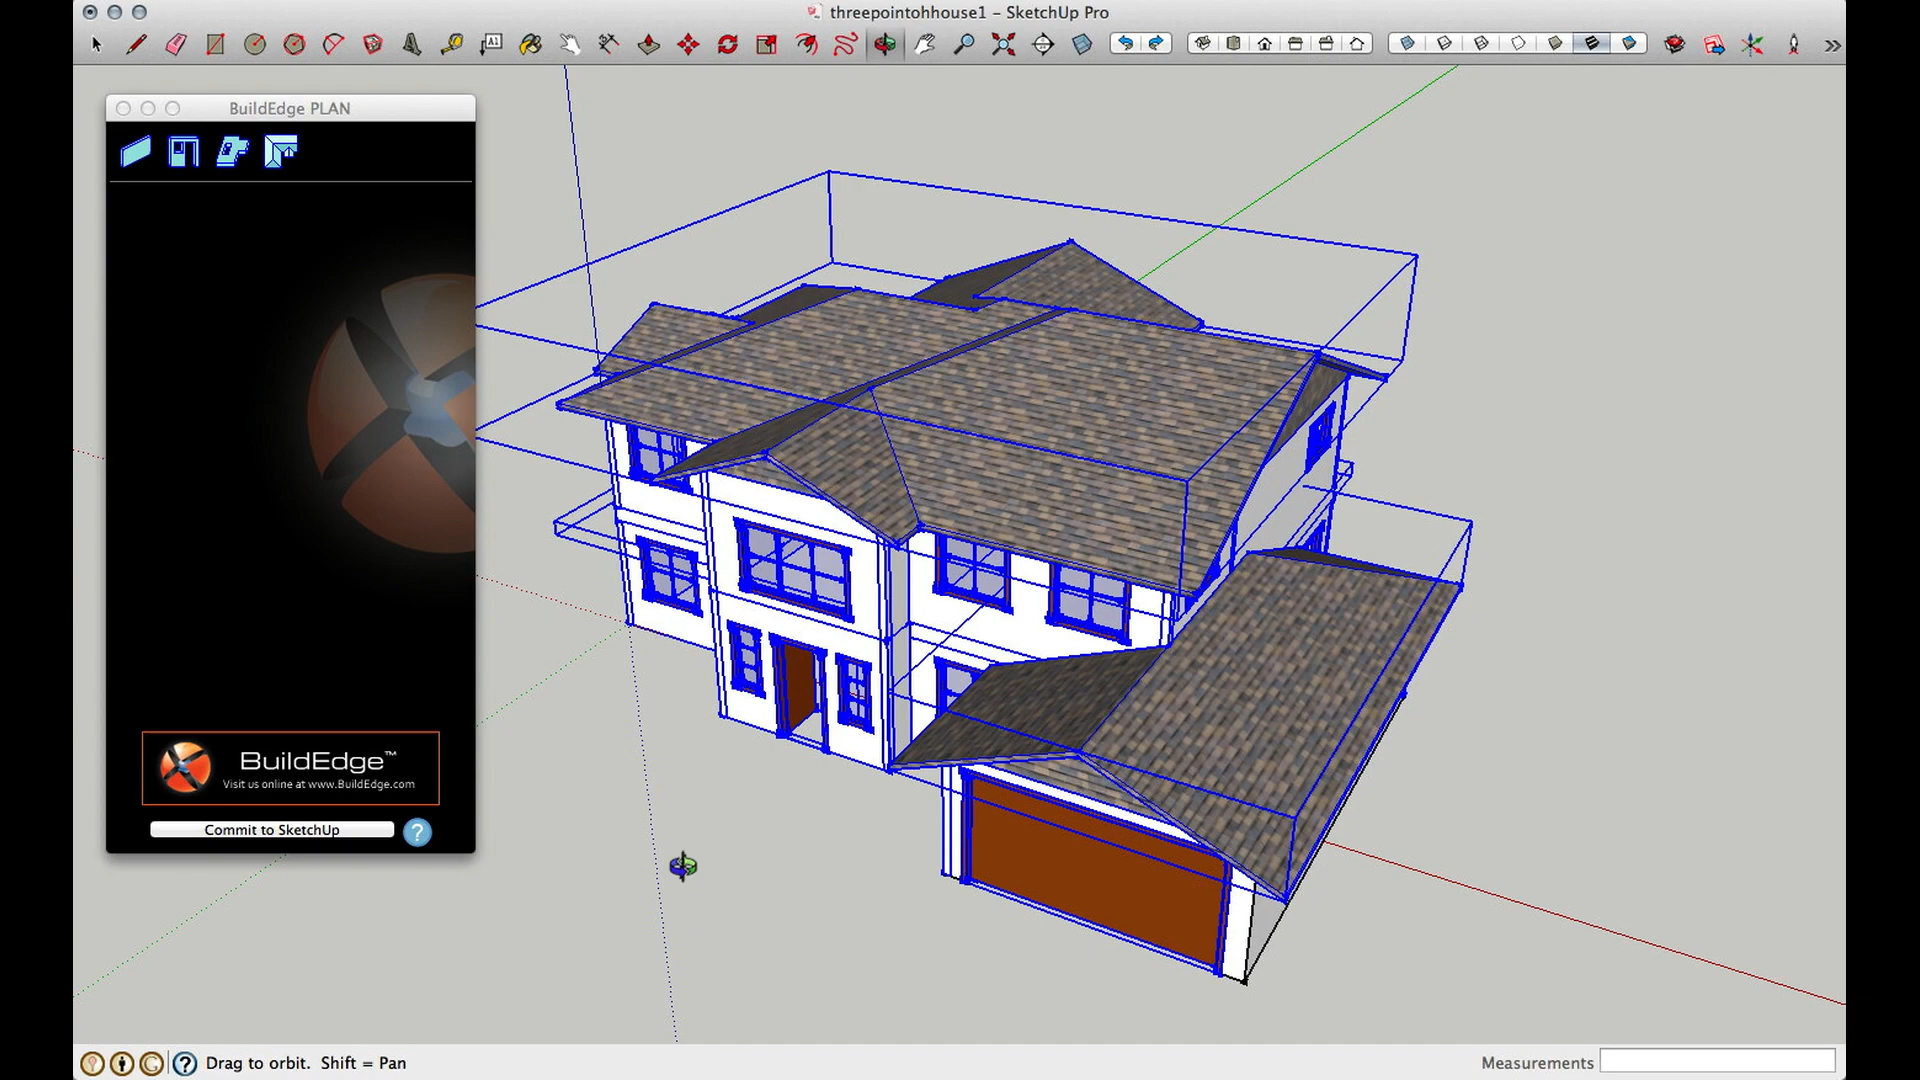 threepointohhouse1 – SketchUp Pro
A1
BuildEdge PLAN
BuildEdge™
Visit us online at www.BuildEdge.com
Commit to SketchUp
?
? Drag to orbit. Shift = Pan
Measurements